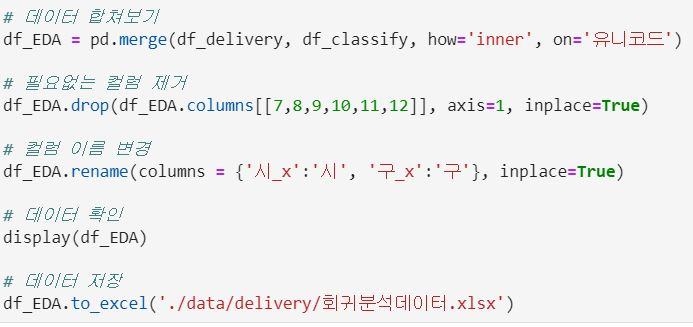 # 데이터 합쳐보기
df_EDA = pd.merge(df_delivery, df_classify, how='inner', on='유니코드')
# 필요없는 컬럼 제거
df_EDA.drop(df_EDA.columns[[7,8,9,10,11,12]], axis=1, inplace=True)
# 컬럼 이름 변경
df_EDA.rename(columns = {'시_x':'시', '구_x':'구'}, inplace=True)
# 데이터 확인
display(df_EDA)
# 데이터 저장
df_EDA.to_excel('./data/delivery/회귀분석데이터.xlsx')